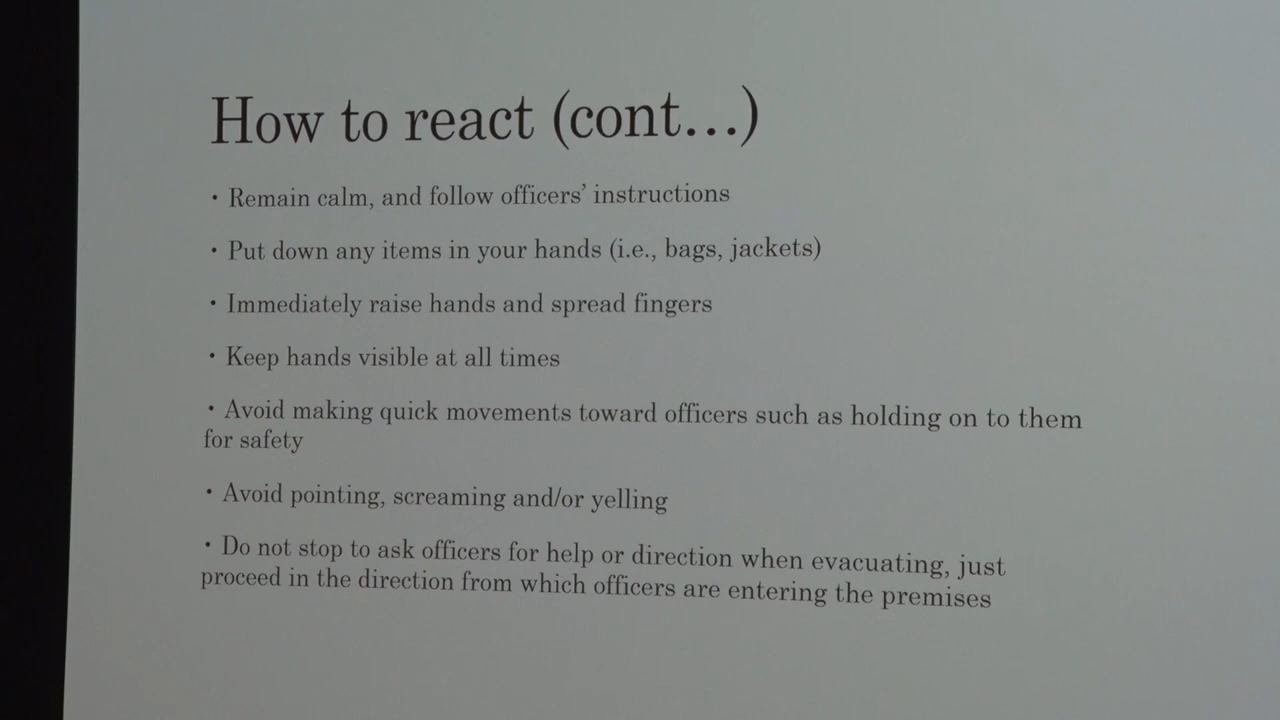 How to react (cont...)
• Remain calm, and follow officers’ instructions
• Put down any items in your hands (i.e., bags, jackets)
• Immediately raise hands and spread fingers
• Keep hands visible at all times
• Avoid making quick movements toward officers such as holding on to them
for safety
• Avoid pointing, screaming and/or yelling
• Do not stop to ask officers for help or direction when evacuating, just
proceed in the direction from which officers are entering the premises